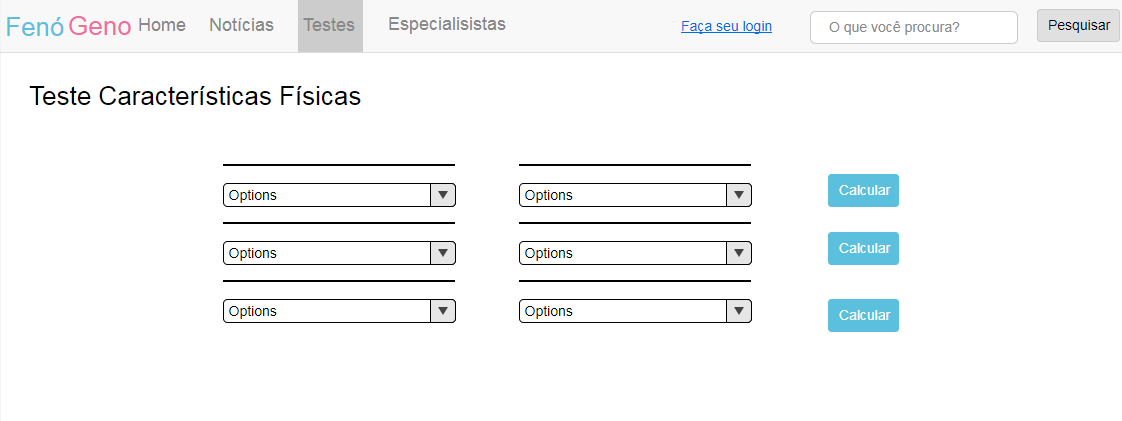 Fenó Geno Home Notícias Testes Especialisistas Faça seu login O que você procura? Pesquisar
Teste Características Físicas
Options Options Calcular
Options Options Calcular
Options Options Calcular